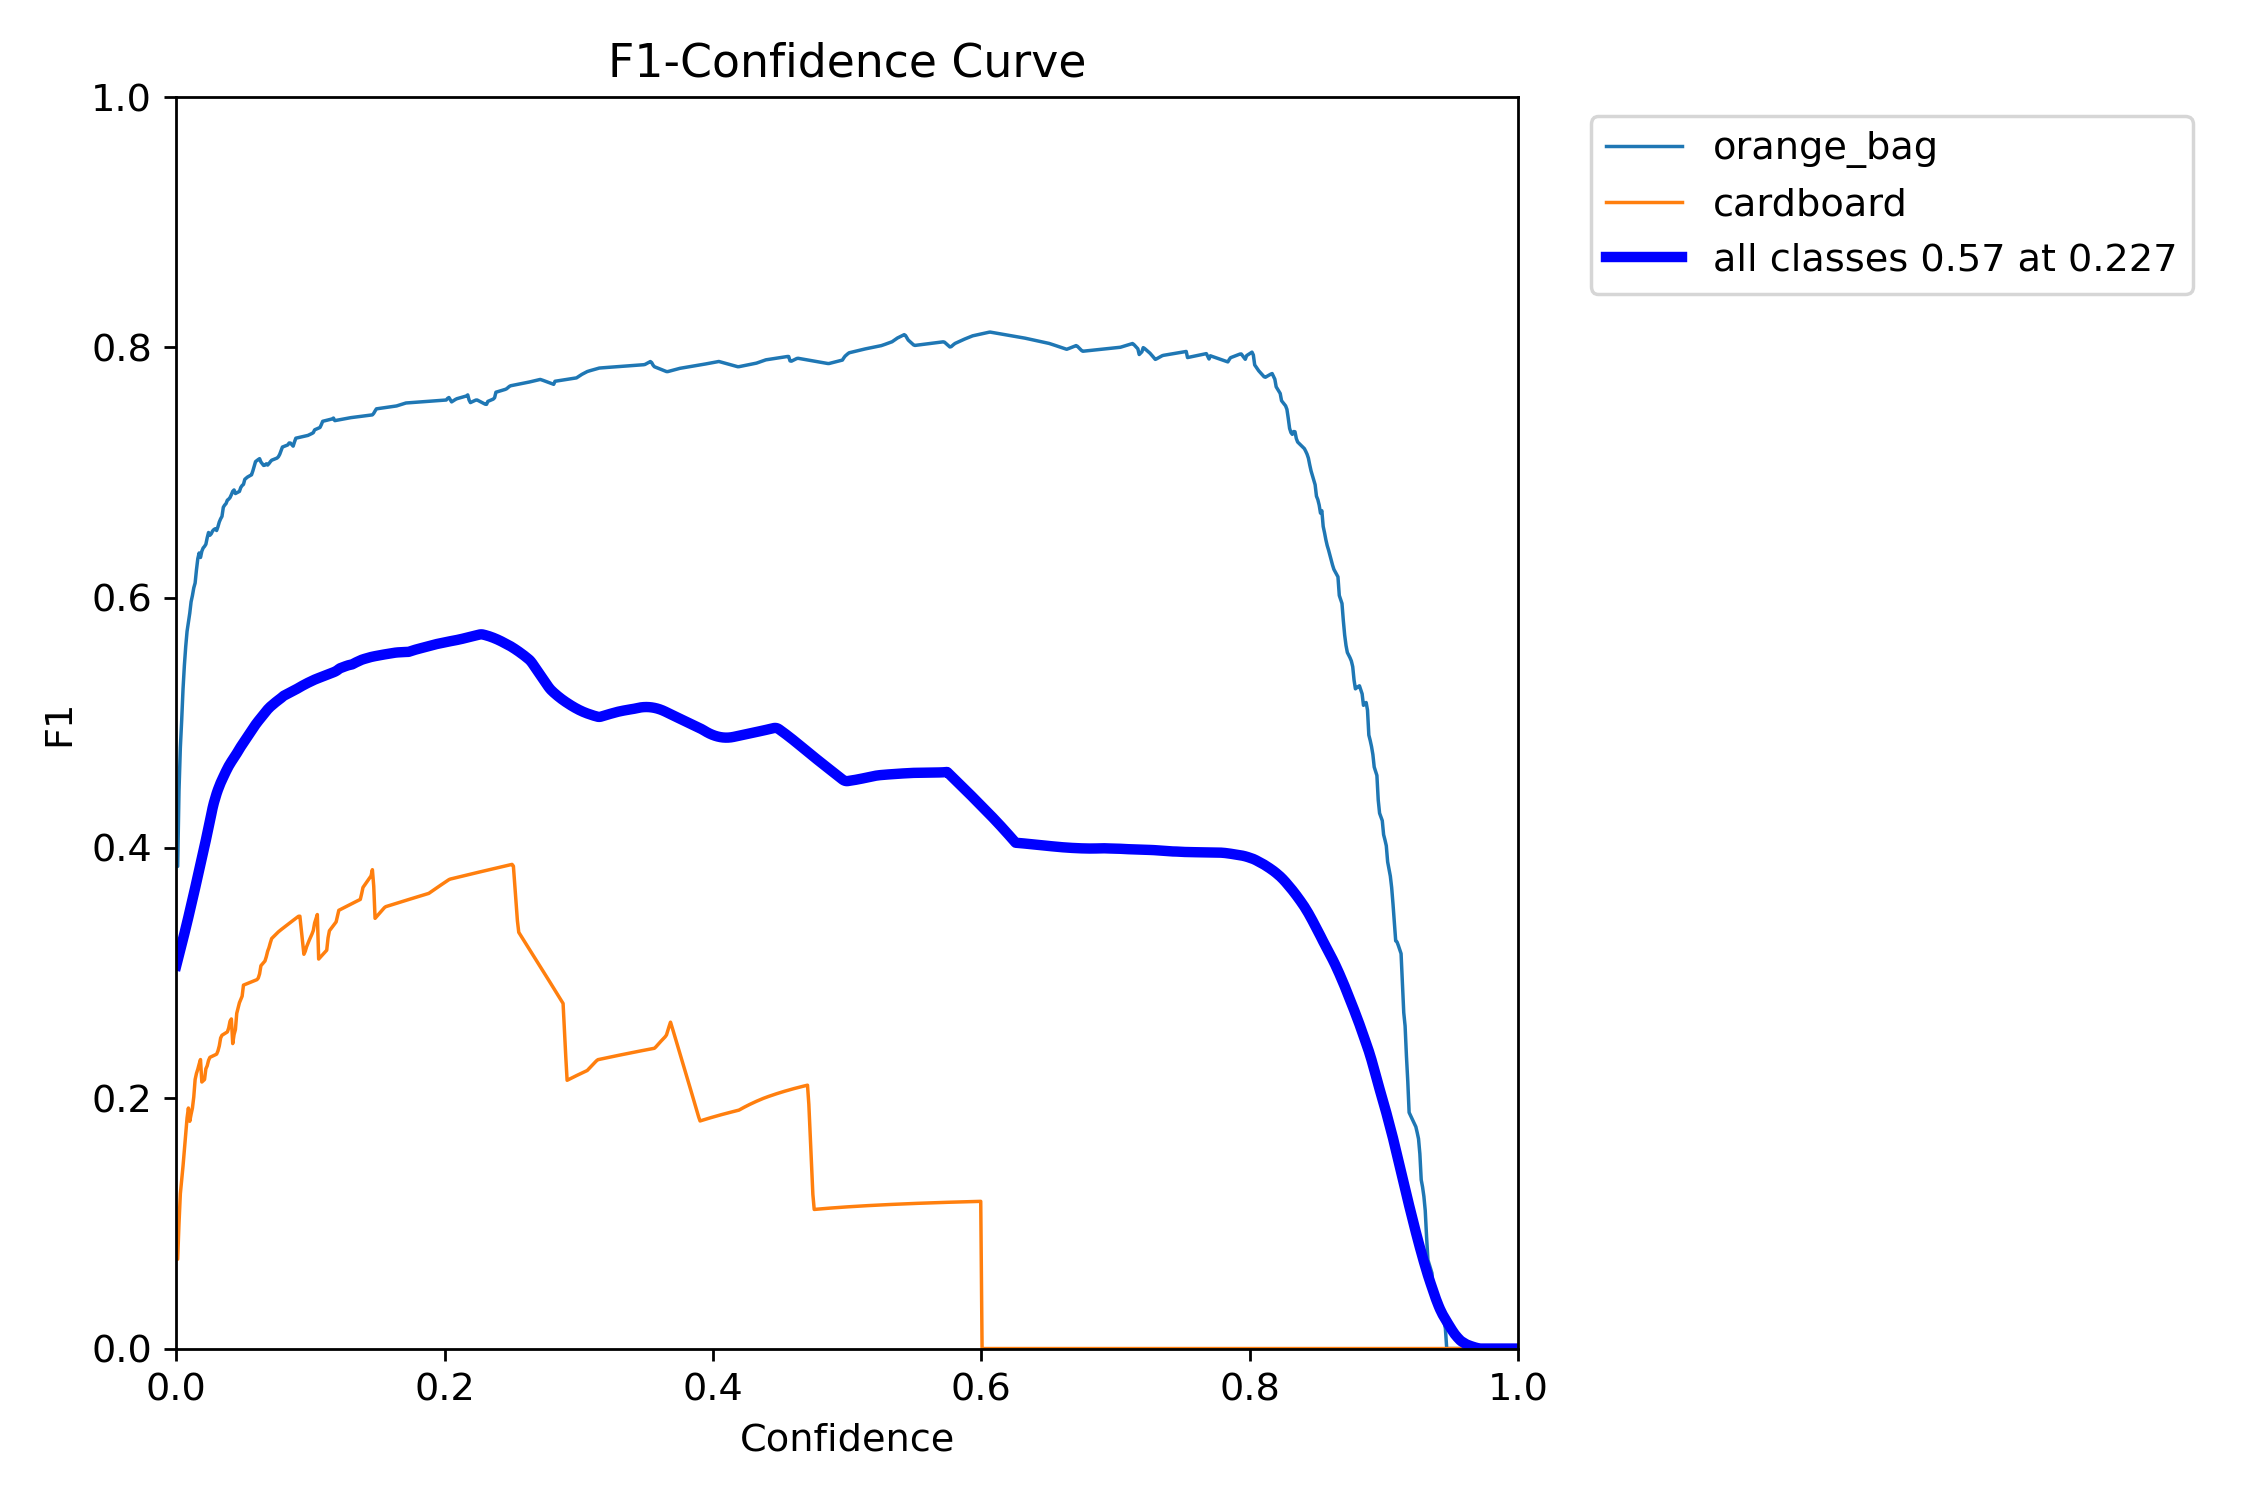 F1-Confidence Curve
orange_bag
cardboard
all classes 0.57 at 0.227
1.0
0.8
0.6
0.4
0.2
0.0
F1
0.0 0.2 0.4 0.6 0.8 1.0
Confidence